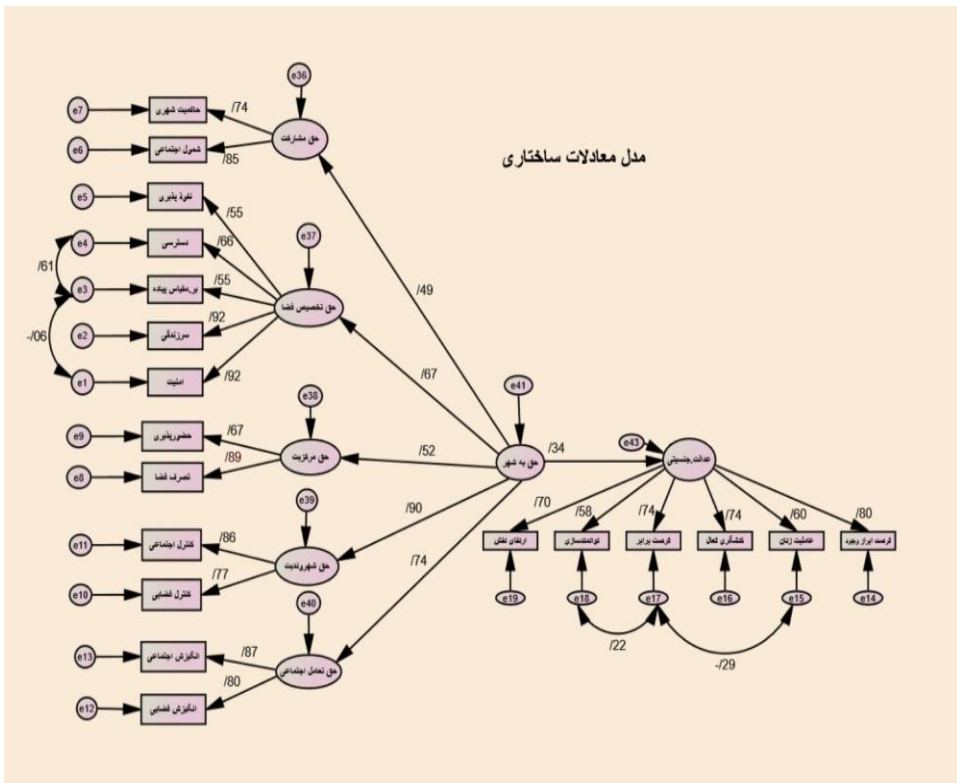 مدل معادلات ساختاری
e36
e7
حاکمیت شهری
/74
حق مشارکت
e6
شمول اجتماعی
/85
e5
نفوذ پذیری
/55
e37
e4
دسترسی
/66
/61
e3
پر.مقیاس پیاده
/55
حق تخصیص فضا
/49
-/06
e2
سرزندگی
/92
e1
امنیت
/92
/67
e38
e41
e9
حضورپذیری
/67
حق مرکزیت
/52
e8
تصرف فضا
/89
حق به شهر
/34
e43
عدالت.جنسیتی
e39
/90
e11
کنترل اجتماعی
/86
حق شهروندیت
e10
کنترل فضایی
/77
/74
/70
/58
/74
/74
/60
/80
ارتقای نقش
توانمندسازی
فرصت برابر
کنشگری فعال
عاملیت زنان
فرصت ابراز وجود
e19
e18
e17
e16
e15
e14
/22
-/29
e40
e13
انگیزش اجتماعی
/87
حق تعامل اجتماعی
e12
انگیزش فضایی
/80